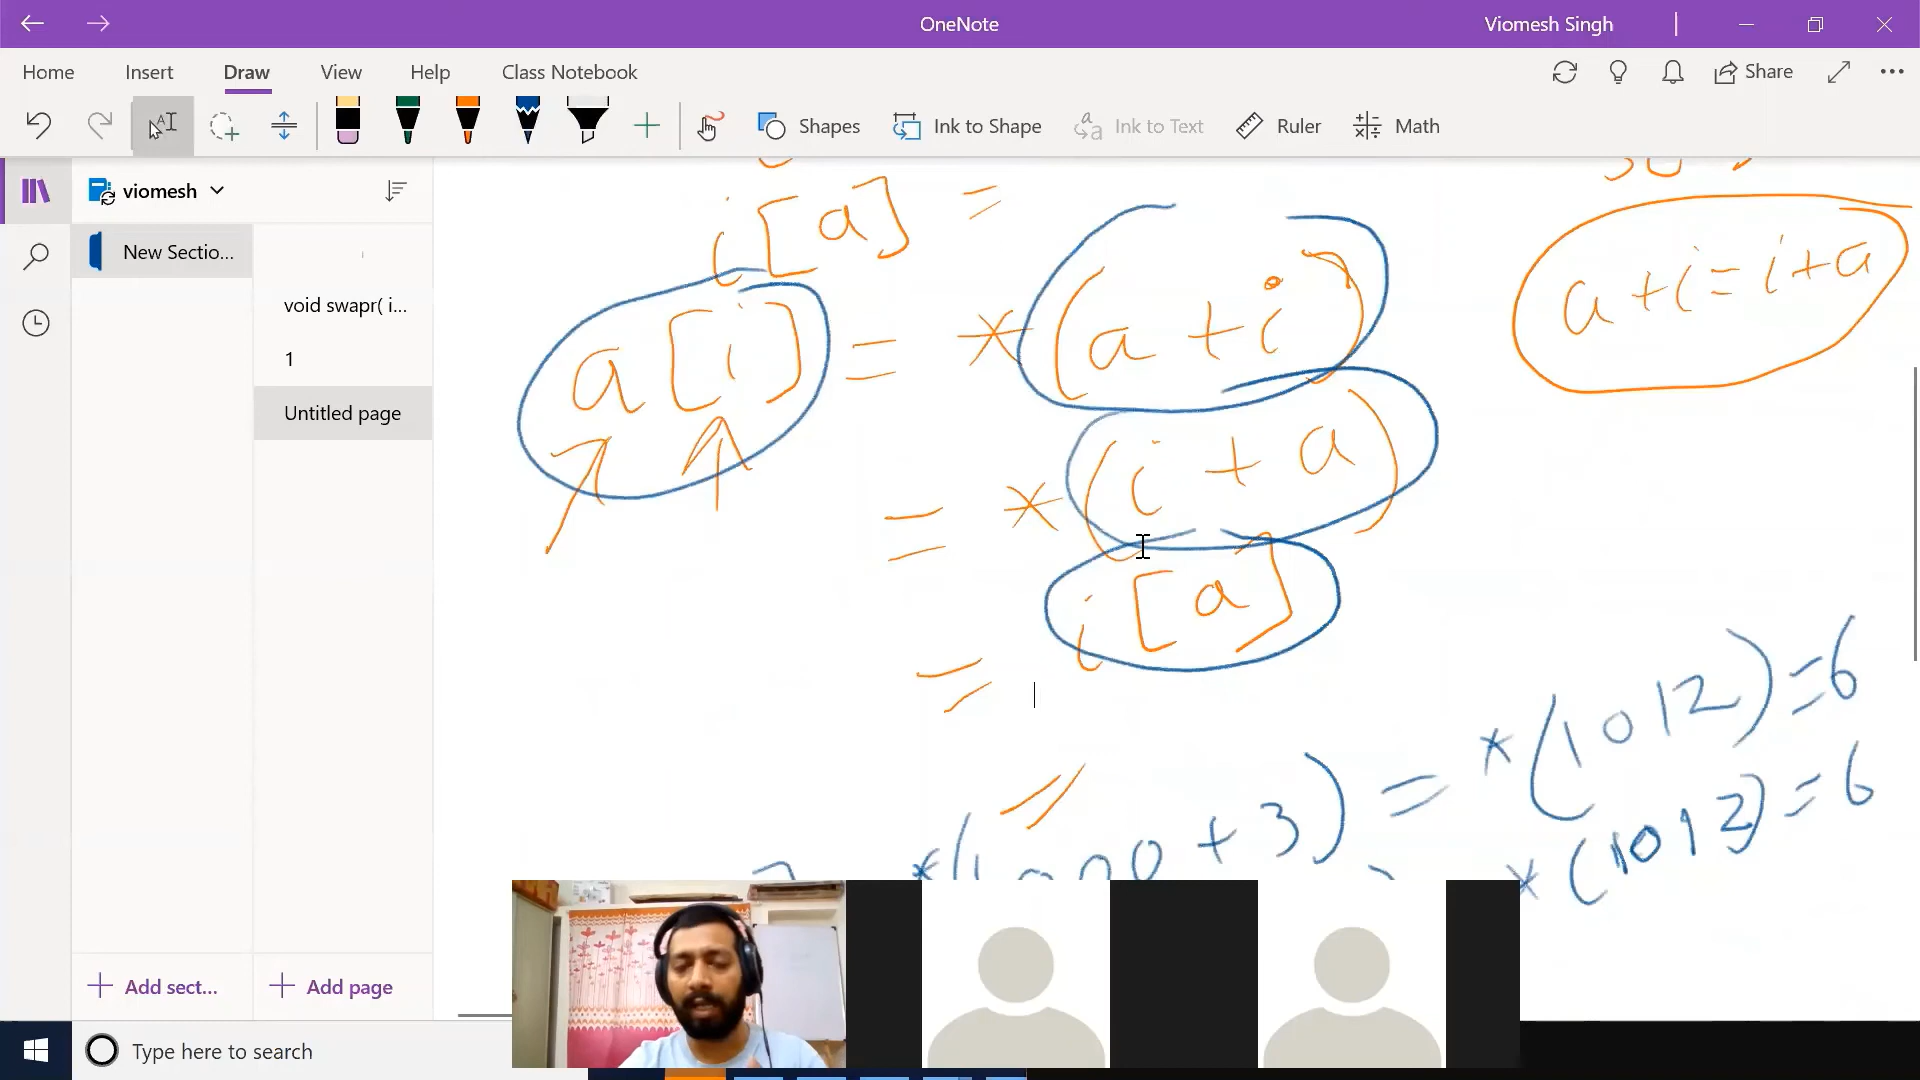 OneNote
Viomesh Singh
Home Insert Draw View Help Class Notebook
Share
Shapes Ink to Shape Ink to Text Ruler Math
viomesh
New Sectio...
void swapr( i...
1
Untitled page
i[a] =
a[i] = *(a+i)
a+i=i+a
= *(i+a)
= i[a]
*(1012)=6
+3) =
*(1012)=6
Add sect...
Add page
Type here to search